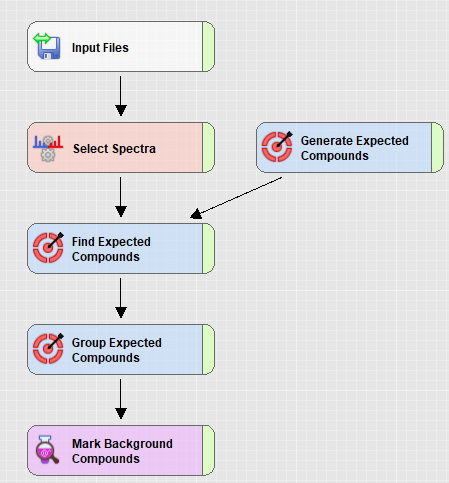 Input Files
Select Spectra
Generate Expected
Compounds
Find Expected
Compounds
Group Expected
Compounds
Mark Background
Compounds